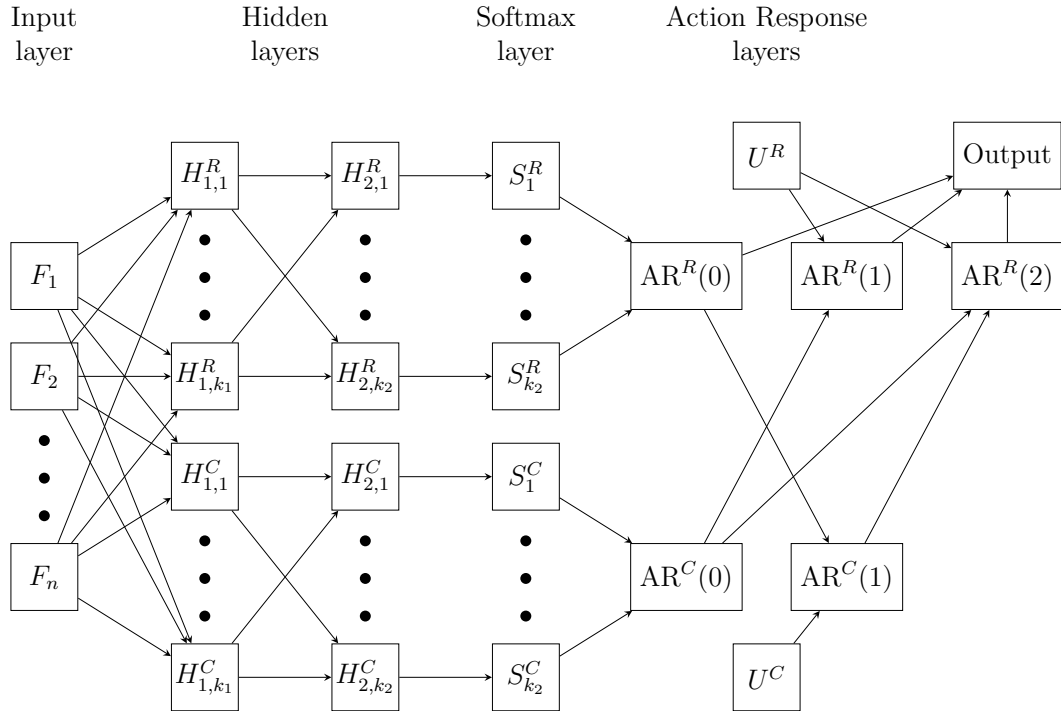 Input Hidden Softmax Action Response
layer layers layer layers
U^R Output
H^R_{1,1} H^R_{2,1} S^R_1
F_1 AR^R(0) AR^R(1) AR^R(2)
F_2 H^R_{1,k_1} H^R_{2,k_2} S^R_{k_2}
H^C_{1,1} H^C_{2,1} S^C_1
F_n AR^C(0) AR^C(1)
H^C_{1,k_1} H^C_{2,k_2} S^C_{k_2} U^C